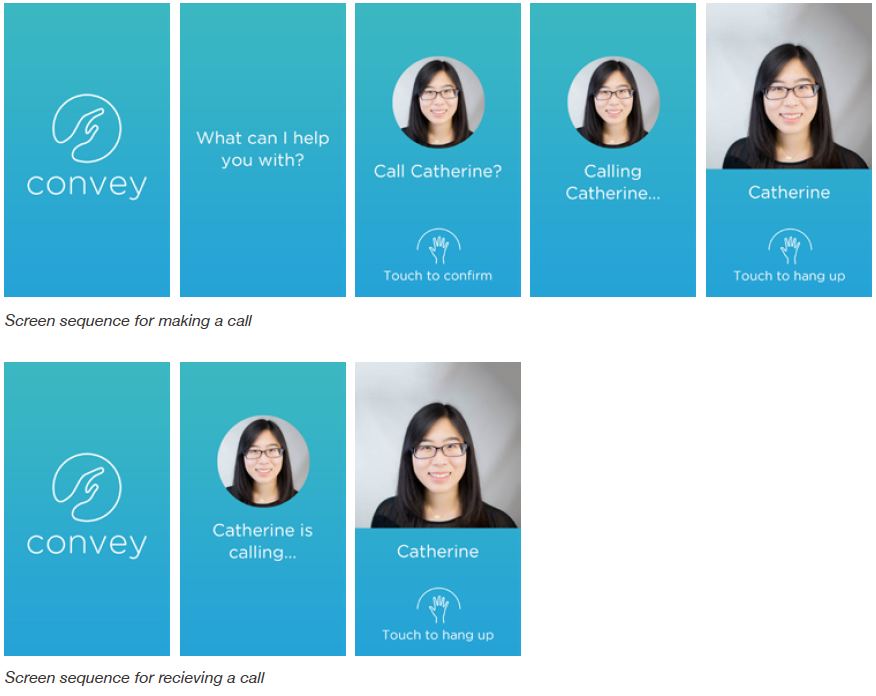 convey
What can I help
you with?
Call Catherine?
Touch to confirm
Calling
Catherine...
Catherine
Touch to hang up
Screen sequence for making a call
convey
Catherine is
calling...
Catherine
Touch to hang up
Screen sequence for recieving a call